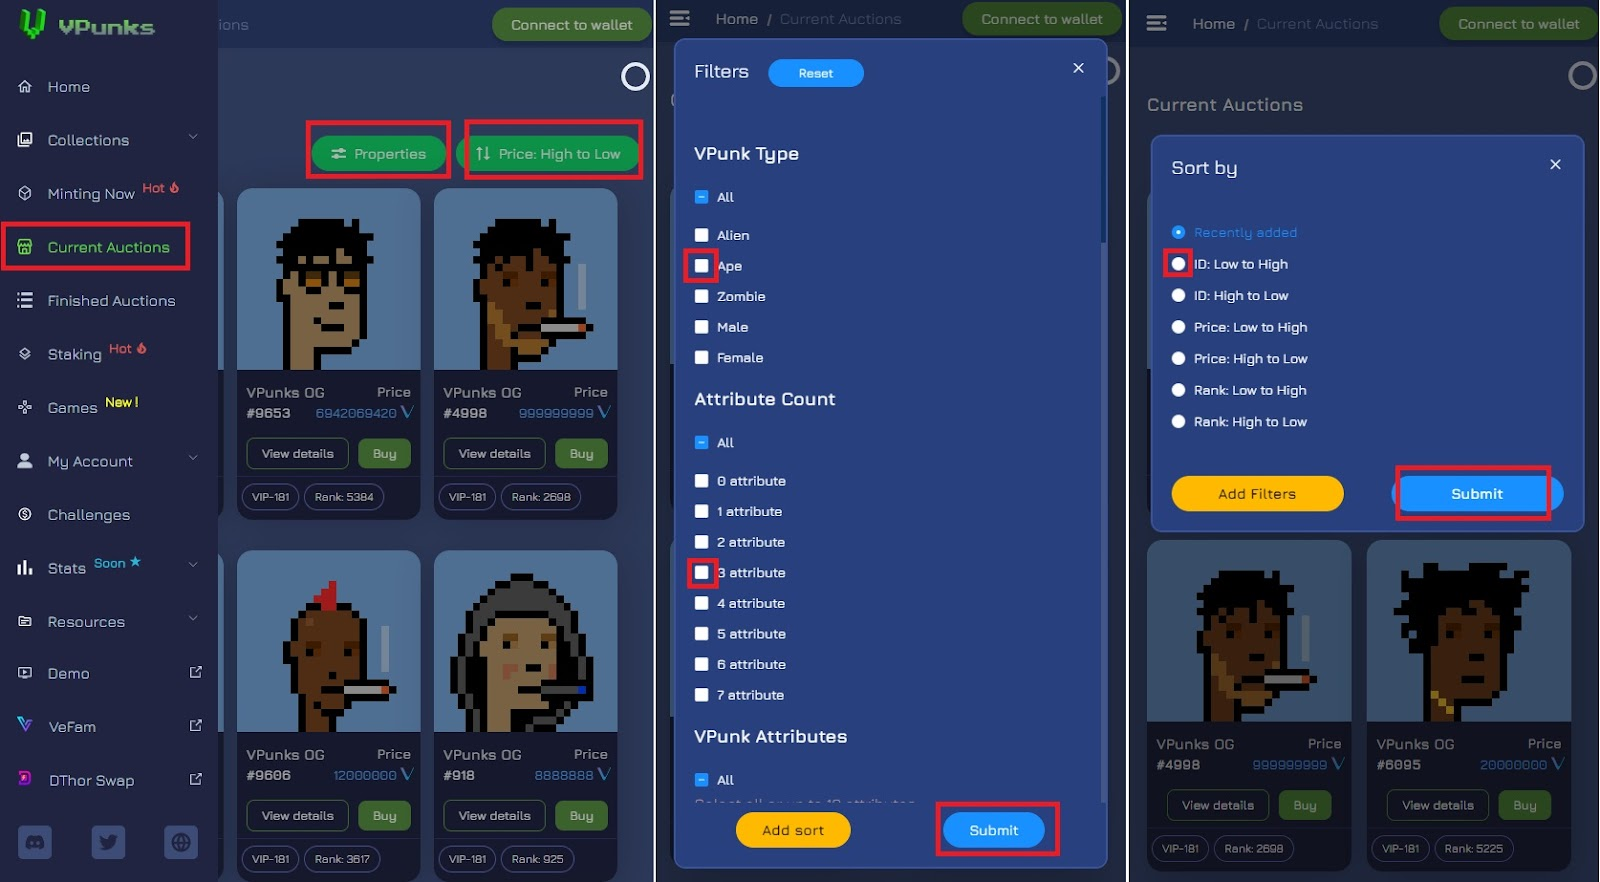 VPunks
Home
Collections
Minting Now Hot
Current Auctions
Finished Auctions
Staking Hot
Games New!
My Account
Challenges
Stats Soon
Resources
Demo
VeFam
DThor Swap
ions
Connect to wallet
Properties
Price: High to Low
VPunks OG Price
#9653 6942069420
View details Buy
VIP-181 Rank: 5384
VPunks OG Price
#4998 999999999
View details Buy
VIP-181 Rank: 2698
VPunks OG Price
#9606 12000000
View details Buy
VIP-181 Rank: 3617
VPunks OG Price
#918 8888888
View details Buy
VIP-181 Rank: 925
Home / Current Auctions
Connect to wallet
Filters Reset
VPunk Type
All
Alien
Ape
Zombie
Male
Female
Attribute Count
All
0 attribute
1 attribute
2 attribute
3 attribute
4 attribute
5 attribute
6 attribute
7 attribute
VPunk Attributes
All
Select all or up to 10 attributes
Add sort Submit
Home / Current Auctions
Connect to wallet
Current Auctions
Sort by
Recently added
ID: Low to High
ID: High to Low
Price: Low to High
Price: High to Low
Rank: Low to High
Rank: High to Low
Add Filters Submit
VPunks OG Price
#4998 999999999
View details Buy
VIP-181 Rank: 2698
VPunks OG Price
#6095 20000000
View details Buy
VIP-181 Rank: 5225